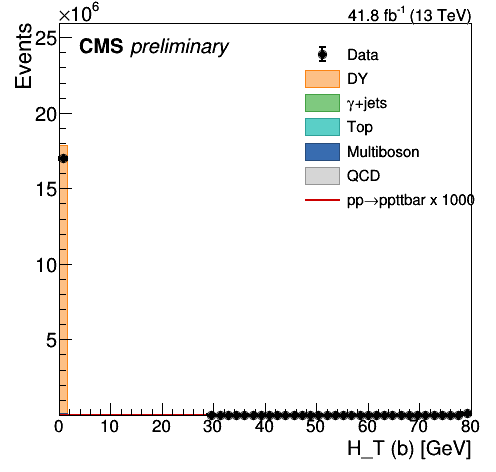 ×10⁶
41.8 fb⁻¹ (13 TeV)
CMS preliminary
Events
Data
DY
γ+jets
Top
Multiboson
QCD
pp→ppttbar x 1000
25
20
15
10
5
0 10 20 30 40 50 60 70 80
H_T (b) [GeV]